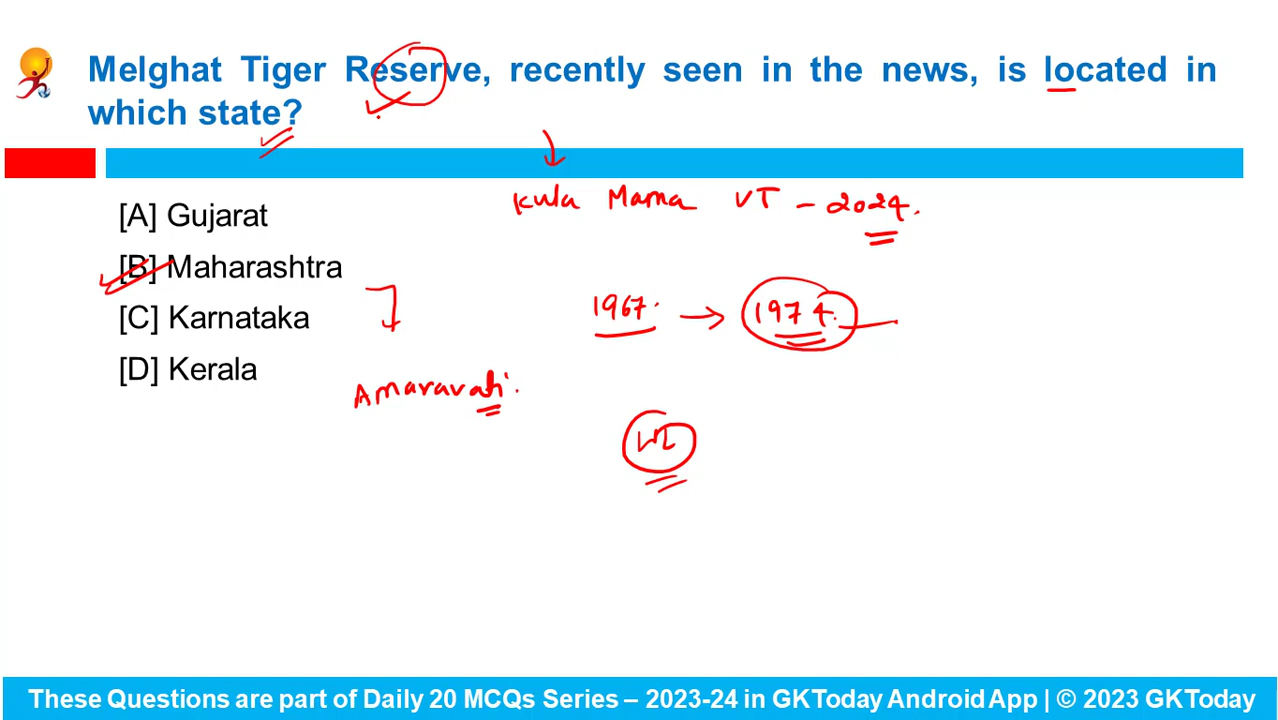 Melghat Tiger Reserve, recently seen in the news, is located in
which state?
[A] Gujarat
Kula Mama VT - 2024.
[B] Maharashtra
[C] Karnataka
1967. → 1974.
[D] Kerala
Amaravati.
These Questions are part of Daily 20 MCQs Series – 2023-24 in GKToday Android App | © 2023 GKToday